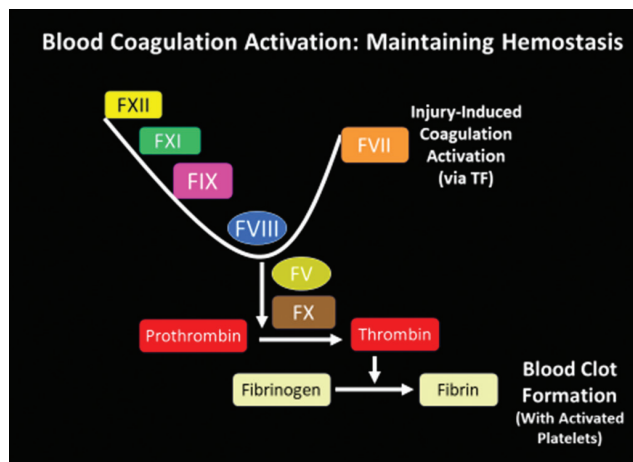 Blood Coagulation Activation: Maintaining Hemostasis
FXII
FXI
FIX
FVIII
FVII
Injury-Induced
Coagulation
Activation
(via TF)
FV
FX
Prothrombin
Thrombin
Fibrinogen
Fibrin
Blood Clot
Formation
(With Activated
Platelets)